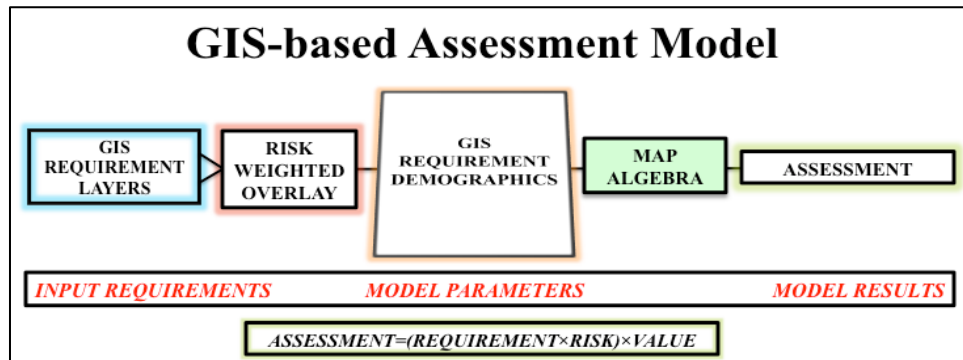 GIS-based Assessment Model
GIS
REQUIREMENT
LAYERS
RISK
WEIGHTED
OVERLAY
GIS
REQUIREMENT
DEMOGRAPHICS
MAP
ALGEBRA
ASSESSMENT
INPUT REQUIREMENTS MODEL PARAMETERS MODEL RESULTS
ASSESSMENT=(REQUIREMENT×RISK)×VALUE